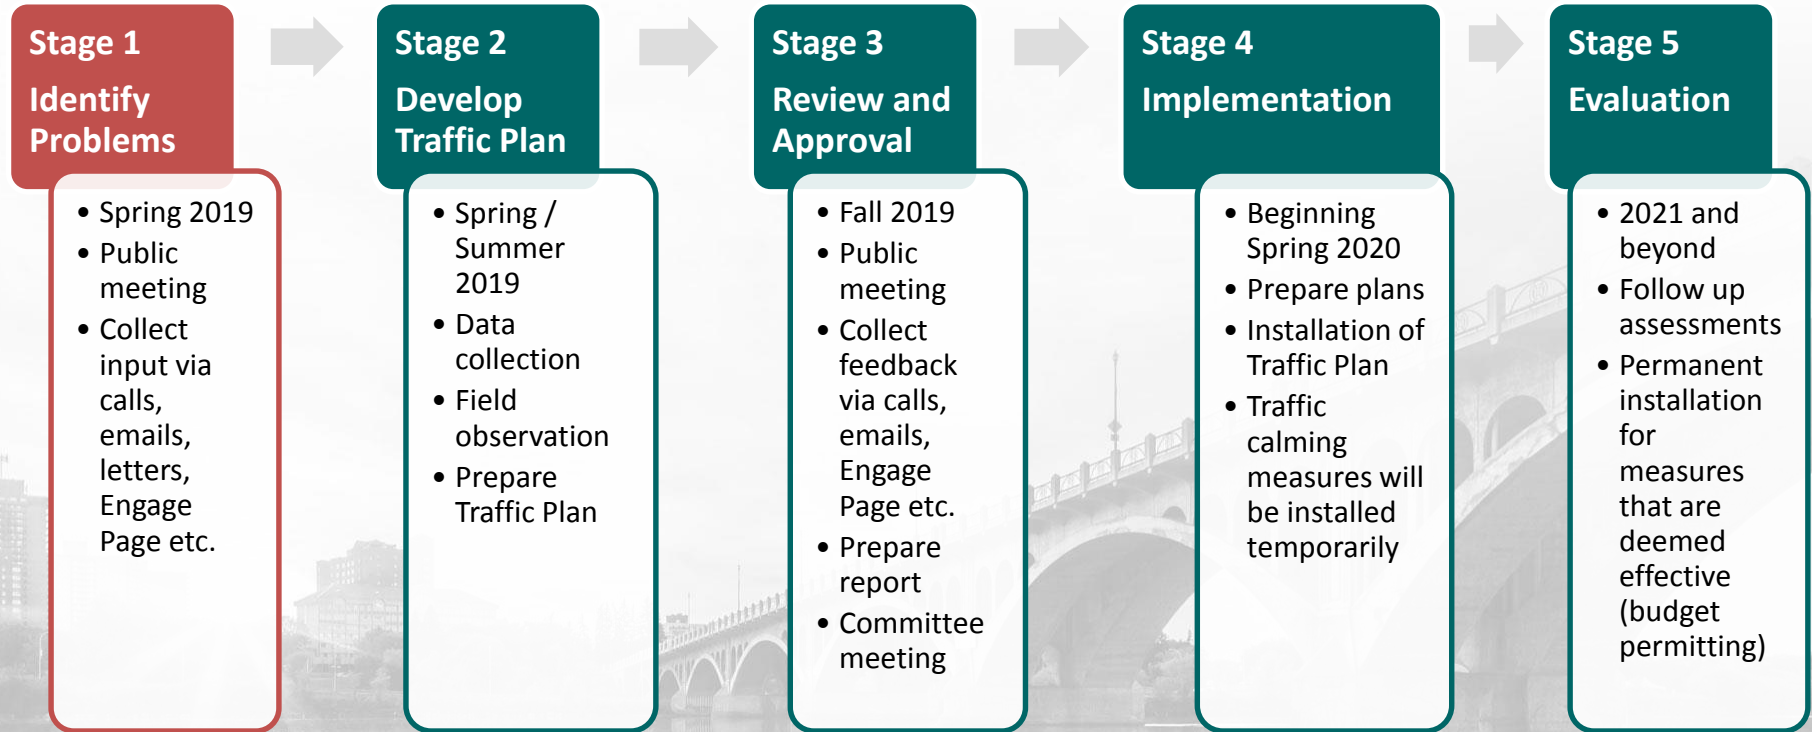 Stage 1
Identify
Problems
• Spring 2019
• Public
meeting
• Collect
input via
calls,
emails,
letters,
Engage
Page etc.
Stage 2
Develop
Traffic Plan
• Spring /
Summer
2019
• Data
collection
• Field
observation
• Prepare
Traffic Plan
Stage 3
Review and
Approval
• Fall 2019
• Public
meeting
• Collect
feedback
via calls,
emails,
Engage
Page etc.
• Prepare
report
• Committee
meeting
Stage 4
Implementation
• Beginning
Spring 2020
• Prepare plans
• Installation of
Traffic Plan
• Traffic
calming
measures will
be installed
temporarily
Stage 5
Evaluation
• 2021 and
beyond
• Follow up
assessments
• Permanent
installation
for
measures
that are
deemed
effective
(budget
permitting)